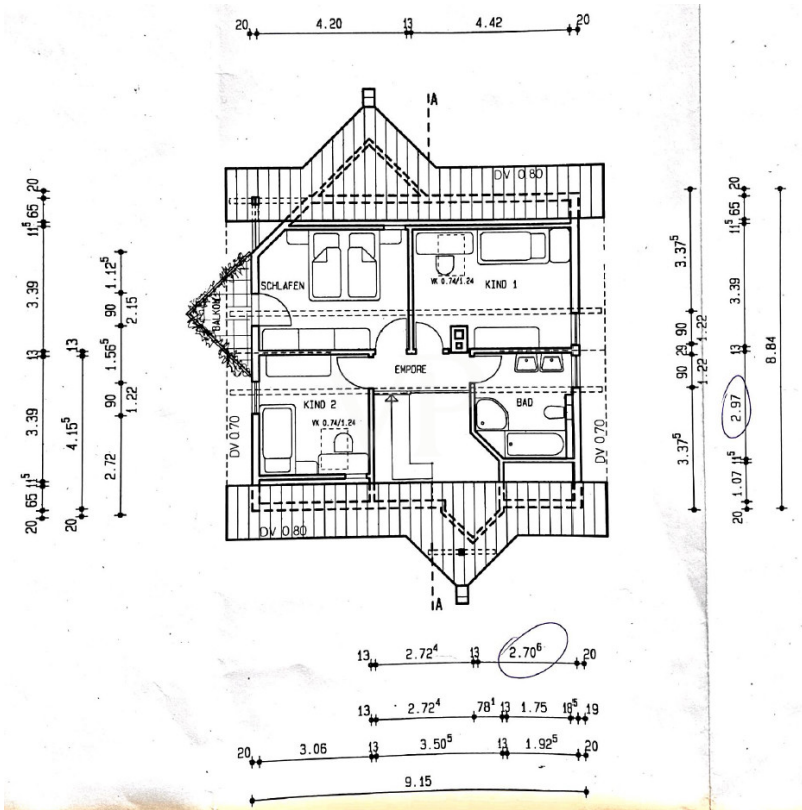 20 4.20 13 4.42 20
A
DV 0.80
SCHLAFEN
KIND 1
VK 0.74/1.24
BALKON
EMPORE
KIND 2
VK 0.74/1.24
BAD
DV 0.70
DV 0.70
DV 0.80
A
20 65 11⁵ 3.39 13 3.39 11⁵ 65 20
13 4.15⁵ 20
1.12⁵ 90 1.56⁵ 90 2.72
2.15 1.22
3.37⁵ 90 29 90 3.37⁵
1.22 1.22
20 65 11⁵ 3.39 13 2.97 11⁵ 1.07 20
8.84
13 2.72⁴ 13 2.70⁶ 20
13 2.72⁴ 78¹ 13 1.75 18⁵ 19
20 3.06 13 3.50⁵ 13 1.92⁵ 20
9.15